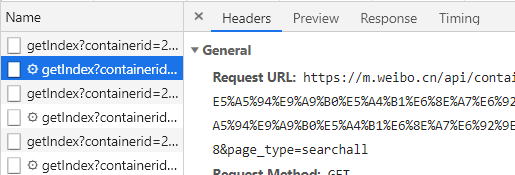 Name
Headers Preview Response Timing
getIndex?containerid=2...
getIndex?containerid...
getIndex?containerid=2...
getIndex?containerid...
getIndex?containerid=2...
getIndex?containerid...
General
Request URL: https://m.weibo.cn/api/contai
E5%A5%94%E9%A9%B0%E5%A4%B1%E6%8E%A7%E6%92
A5%94%E9%A9%B0%E5%A4%B1%E6%8E%A7%E6%92%9E
8&page_type=searchall
Request Method: GET